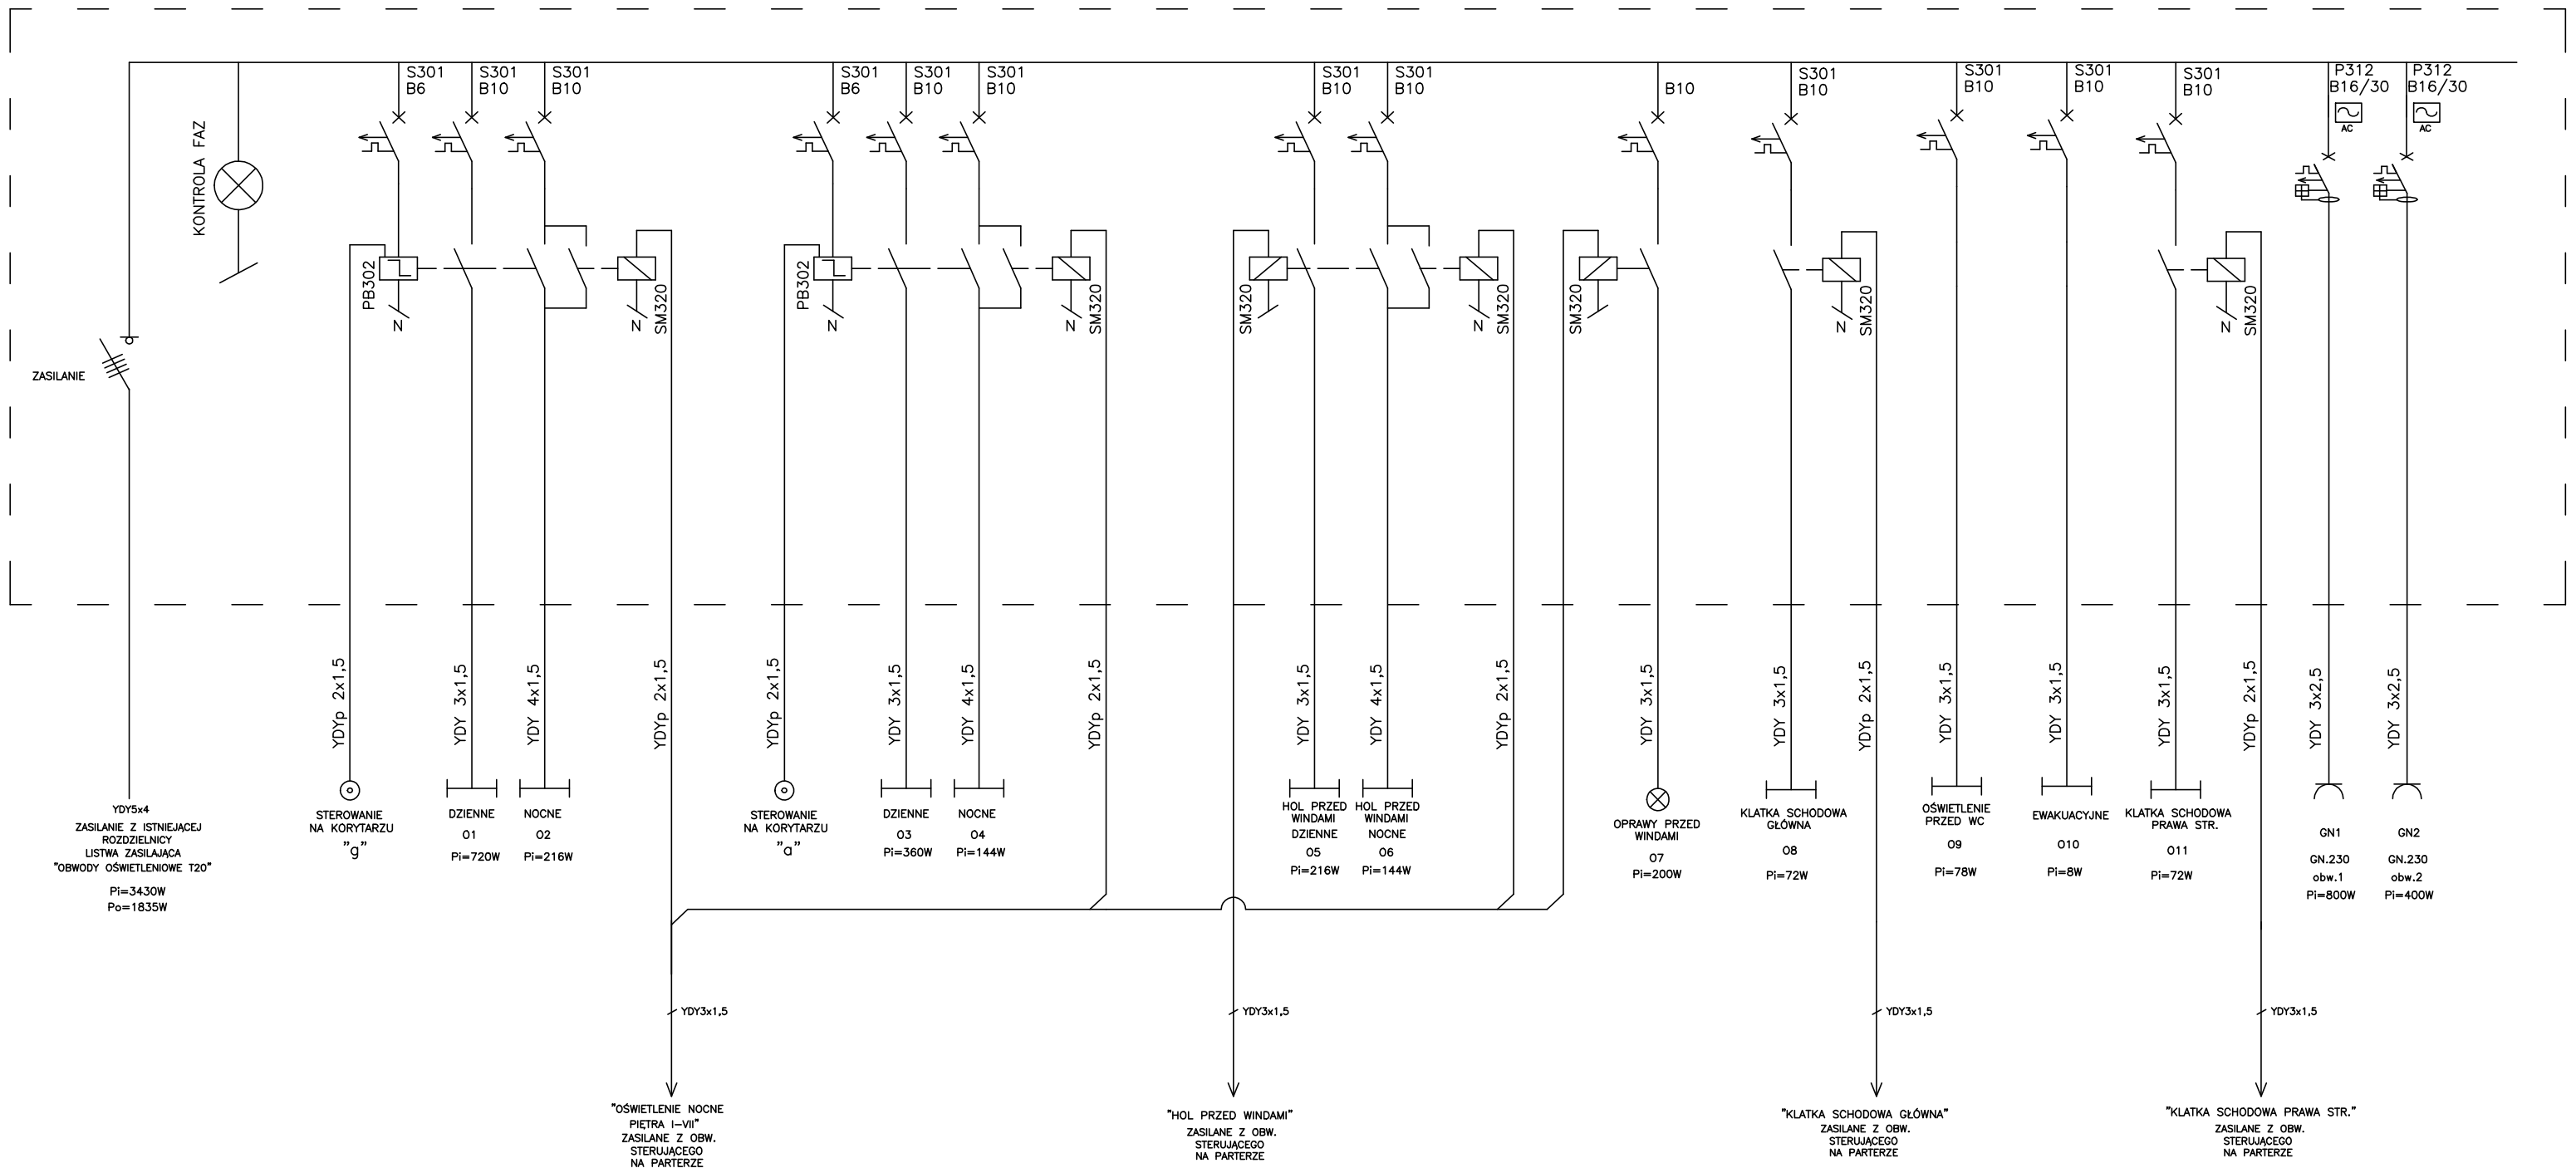 S301
B6
S301
B10
S301
B10
S301
B6
S301
B10
S301
B10
S301
B10
S301
B10
B10
S301
B10
S301
B10
S301
B10
S301
B10
P312
B16/30
AC
P312
B16/30
AC
KONTROLA FAZ
ZASILANIE
PB302
N
N
SM320
PB302
N
N
SM320
SM320
N
SM320
SM320
N
SM320
N
SM320
YDYp 2x1,5
YDY 3x1,5
YDY 4x1,5
YDYp 2x1,5
YDYp 2x1,5
YDY 3x1,5
YDY 4x1,5
YDYp 2x1,5
YDY 3x1,5
YDY 4x1,5
YDYp 2x1,5
YDY 3x1,5
YDY 3x1,5
YDYp 2x1,5
YDY 3x1,5
YDY 3x1,5
YDY 3x1,5
YDYp 2x1,5
YDY 3x2,5
YDY 3x2,5
YDY5x4
ZASILANIE Z ISTNIEJĄCEJ
ROZDZIELNICY
LISTWA ZASILAJĄCA
"OBWODY OŚWIETLENIOWE T20"
Pi=3430W
Po=1835W
STEROWANIE
NA KORYTARZU
"g"
DZIENNE
O1
Pi=720W
NOCNE
O2
Pi=216W
STEROWANIE
NA KORYTARZU
"a"
DZIENNE
O3
Pi=360W
NOCNE
O4
Pi=144W
HOL PRZED
WINDAMI
DZIENNE
O5
Pi=216W
HOL PRZED
WINDAMI
NOCNE
O6
Pi=144W
OPRAWY PRZED
WINDAMI
O7
Pi=200W
KLATKA SCHODOWA
GŁÓWNA
O8
Pi=72W
OŚWIETLENIE
PRZED WC
O9
Pi=78W
EWAKUACYJNE
O10
Pi=8W
KLATKA SCHODOWA
PRAWA STR.
O11
Pi=72W
GN1
GN.230
obw.1
Pi=800W
GN2
GN.230
obw.2
Pi=400W
YDY3x1,5
YDY3x1,5
YDY3x1,5
YDY3x1,5
"OŚWIETLENIE NOCNE
PIĘTRA I-VII"
ZASILANE Z OBW.
STERUJĄCEGO
NA PARTERZE
"HOL PRZED WINDAMI"
ZASILANE Z OBW.
STERUJĄCEGO
NA PARTERZE
"KLATKA SCHODOWA GŁÓWNA"
ZASILANE Z OBW.
STERUJĄCEGO
NA PARTERZE
"KLATKA SCHODOWA PRAWA STR."
ZASILANE Z OBW.
STERUJĄCEGO
NA PARTERZE